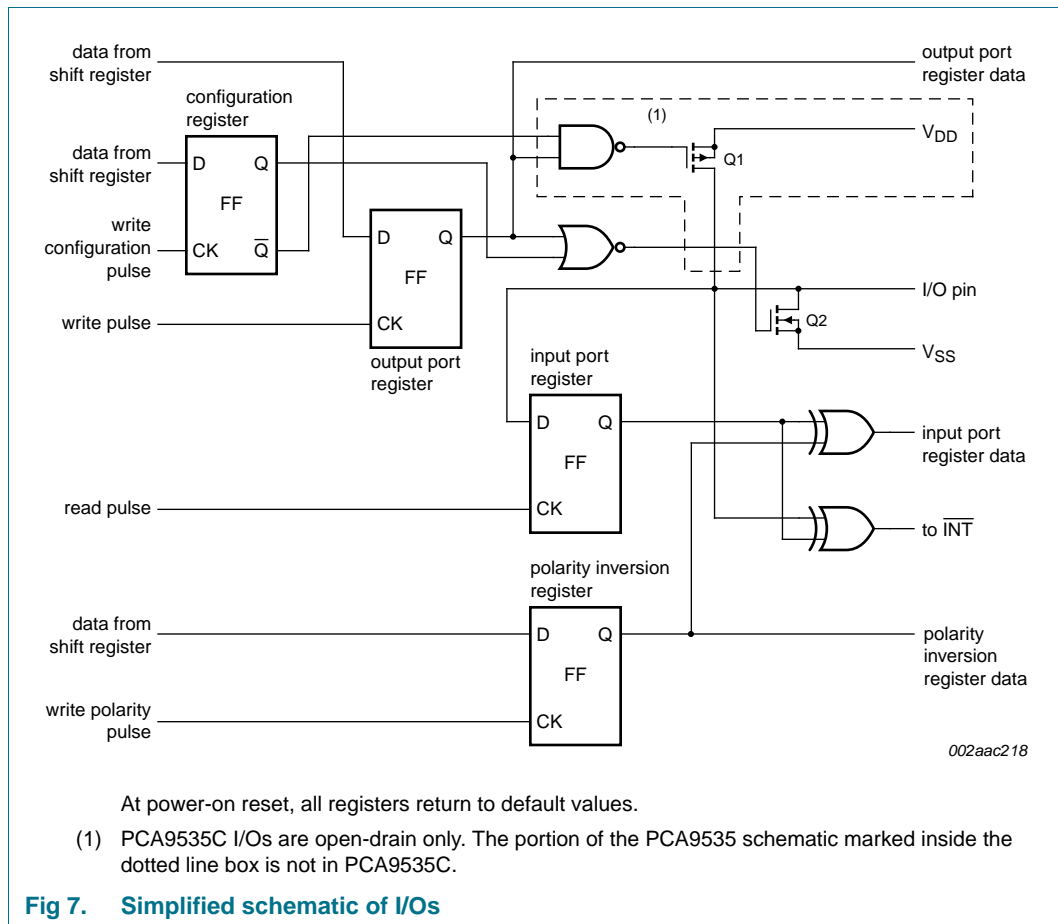 data from
shift register
output port
register data
configuration
register
(1)
V_DD
data from
shift register
D
Q
Q1
FF
write
configuration
pulse
CK
Q̅
D
Q
FF
I/O pin
Q2
write pulse
CK
V_SS
output port
register
input port
register
D
Q
input port
register data
FF
read pulse
CK
to I̅N̅T̅
polarity inversion
register
data from
shift register
D
Q
polarity
inversion
register data
FF
write polarity
pulse
CK
002aac218
At power-on reset, all registers return to default values.
(1) PCA9535C I/Os are open-drain only. The portion of the PCA9535 schematic marked inside the
dotted line box is not in PCA9535C.
Fig 7. Simplified schematic of I/Os